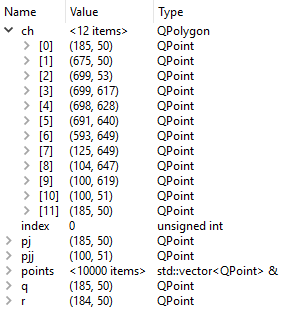 Name Value Type
ch <12 items> QPolygon
[0] (185, 50) QPoint
[1] (675, 50) QPoint
[2] (699, 53) QPoint
[3] (699, 617) QPoint
[4] (698, 628) QPoint
[5] (691, 640) QPoint
[6] (593, 649) QPoint
[7] (125, 649) QPoint
[8] (104, 647) QPoint
[9] (100, 619) QPoint
[10] (100, 51) QPoint
[11] (185, 50) QPoint
index 0 unsigned int
pj (185, 50) QPoint
pjj (100, 51) QPoint
points <10000 items> std::vector<QPoint> &
q (185, 50) QPoint
r (184, 50) QPoint